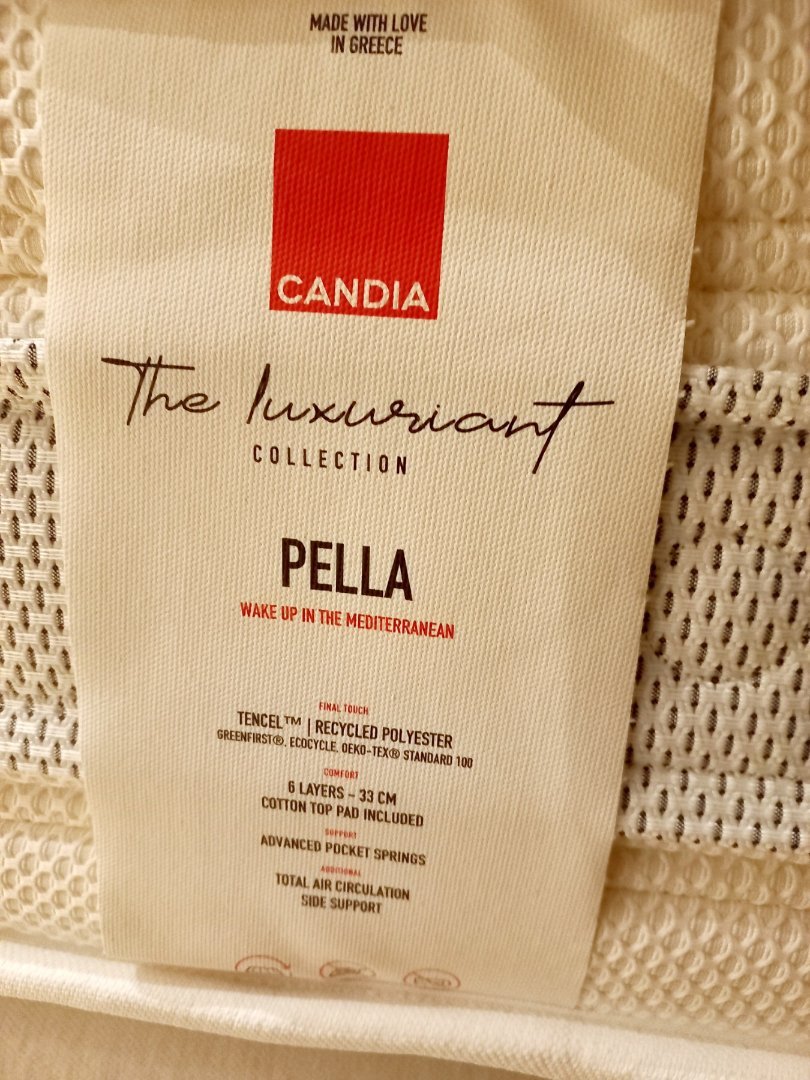 MADE WITH LOVE
IN GREECE
CANDIA
The luxuriant
COLLECTION
PELLA
WAKE UP IN THE MEDITERRANEAN
FINAL TOUCH
TENCEL™ | RECYCLED POLYESTER
GREENFIRST®, ECOCYCLE, OEKO-TEX® STANDARD 100
COMFORT
6 LAYERS - 33 CM
COTTON TOP PAD INCLUDED
SUPPORT
ADVANCED POCKET SPRINGS
ADDITIONAL
TOTAL AIR CIRCULATION
SIDE SUPPORT